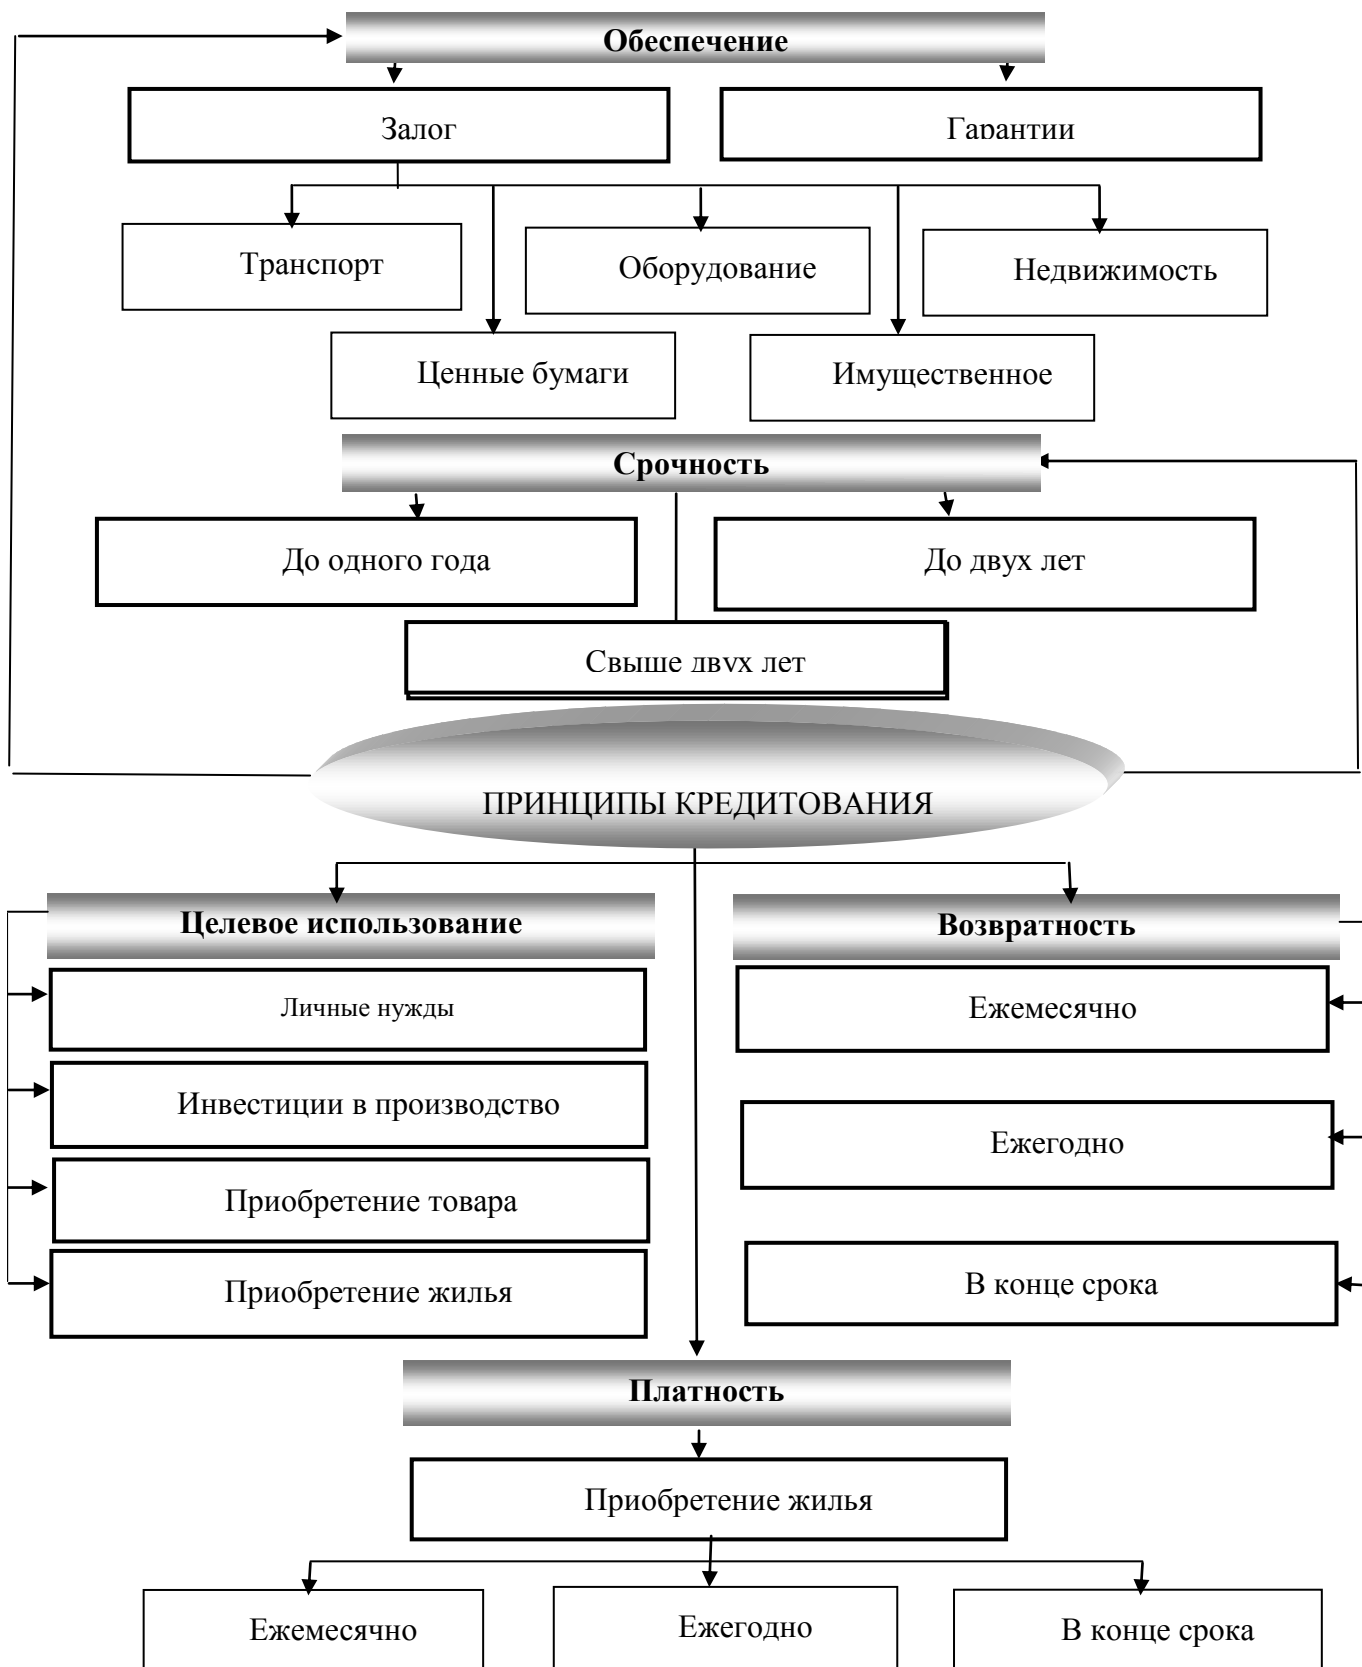 Обеспечение
Залог
Гарантии
Транспорт
Оборудование
Недвижимость
Ценные бумаги
Имущественное
Срочность
До одного года
До двух лет
Свыше двух лет
ПРИНЦИПЫ КРЕДИТОВАНИЯ
Целевое использование
Возвратность
Личные нужды
Ежемесячно
Инвестиции в производство
Ежегодно
Приобретение товара
Приобретение жилья
В конце срока
Платность
Приобретение жилья
Ежемесячно
Ежегодно
В конце срока